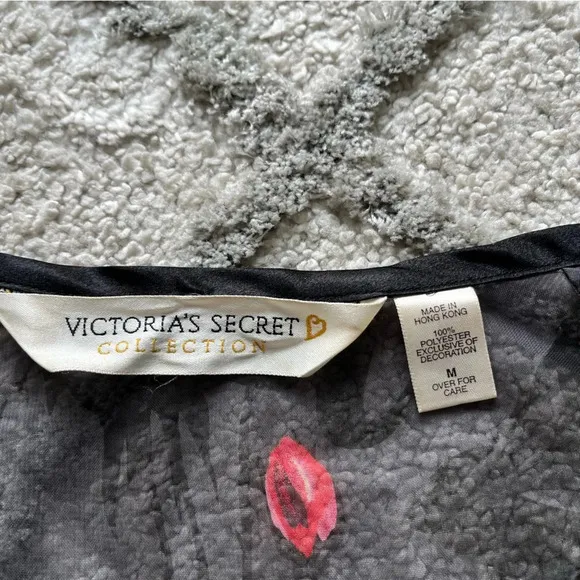 VICTORIA'S SECRET
COLLECTION
MADE IN
HONG KONG
100%
POLYESTER
EXCLUSIVE OF
DECORATION
M
OVER FOR
CARE